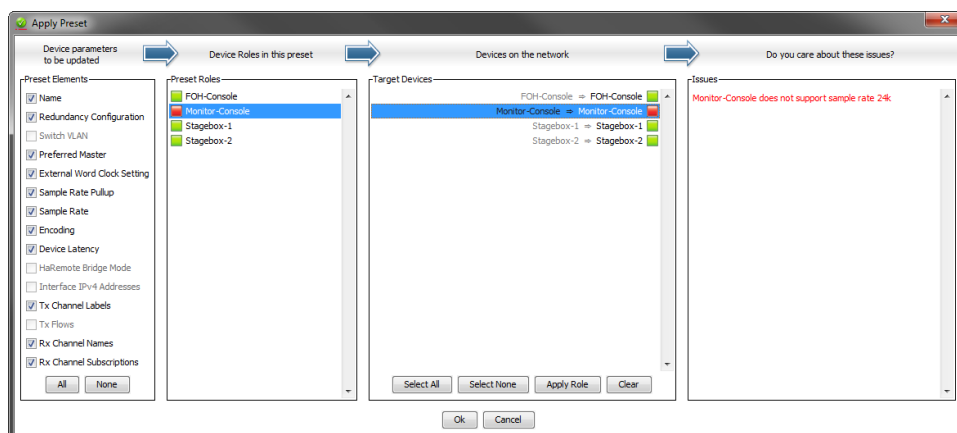 Apply Preset
Device parameters
to be updated
Device Roles in this preset
Devices on the network
Do you care about these issues?
Preset Elements
Name
Redundancy Configuration
Switch VLAN
Preferred Master
External Word Clock Setting
Sample Rate Pullup
Sample Rate
Encoding
Device Latency
HaRemote Bridge Mode
Interface IPv4 Addresses
Tx Channel Labels
Tx Flows
Rx Channel Names
Rx Channel Subscriptions
All None
Preset Roles
FOH-Console
Monitor-Console
Stagebox-1
Stagebox-2
Target Devices
FOH-Console ⇒ FOH-Console
Monitor-Console ⇒ Monitor-Console
Stagebox-1 ⇒ Stagebox-1
Stagebox-2 ⇒ Stagebox-2
Select All Select None Apply Role Clear
Issues
Monitor-Console does not support sample rate 24k
Ok Cancel